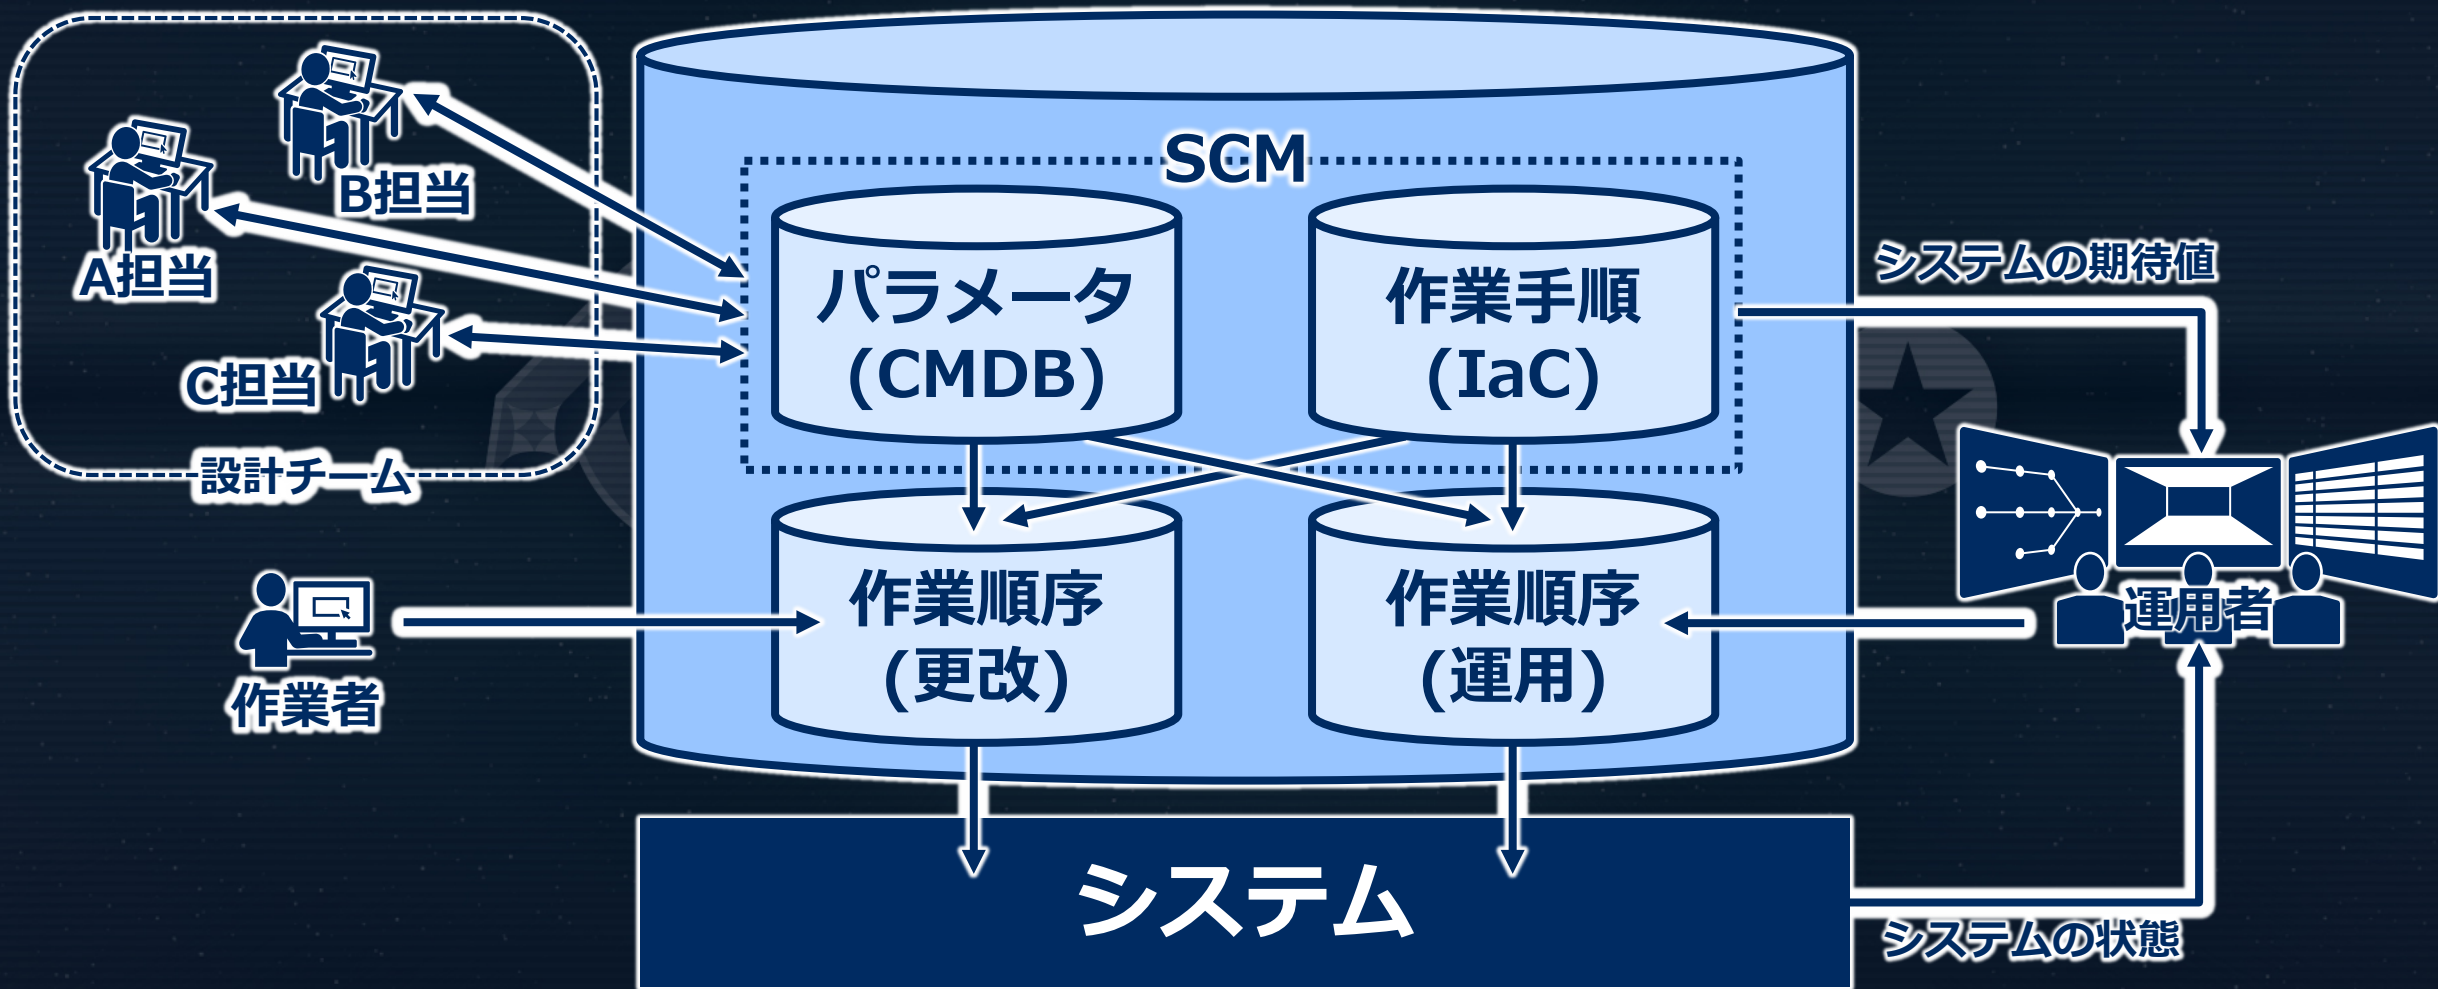 B担当
A担当
C担当
設計チーム
作業者
SCM
パラメータ
(CMDB)
作業手順
(IaC)
作業順序
(更改)
作業順序
(運用)
システム
システムの期待値
運用者
システムの状態